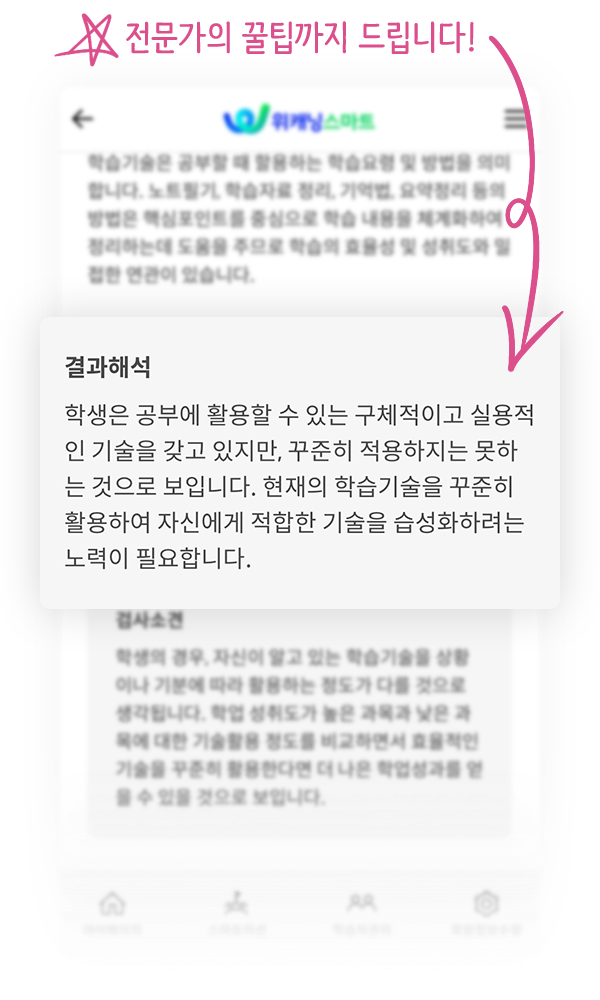 전문가의 꿀팁까지 드립니다!
위캐닝스마트
학습기술은 공부할 때 할용하는 학습요령 및 방법을 의미
합니다. 노트필기, 학습자료 정리, 기억법, 요약정리 등의
방법은 핵심포인트를 중심으로 학습 내용을 체계화하여
정리하는데 도움을 주므로 학습의 효율성 및 성취도와 밀
접한 연관이 있습니다.
결과해석
학생은 공부에 활용할 수 있는 구체적이고 실용적
인 기술을 갖고 있지만, 꾸준히 적용하지는 못하
는 것으로 보입니다. 현재의 학습기술을 꾸준히
활용하여 자신에게 적합한 기술을 습성화하려는
노력이 필요합니다.
검사소견
학생의 경우, 자신이 알고 있는 학습기술을 상황
이나 기분에 따라 활용하는 정도가 다를 것으로
생각됩니다. 학업 성취도가 높은 과목과 낮은 과
목에 대한 기술활용 정도를 비교하면서 효율적인
기술을 꾸준히 활용한다면 더 나은 학업성과를 얻
을 수 있을 것으로 보입니다.